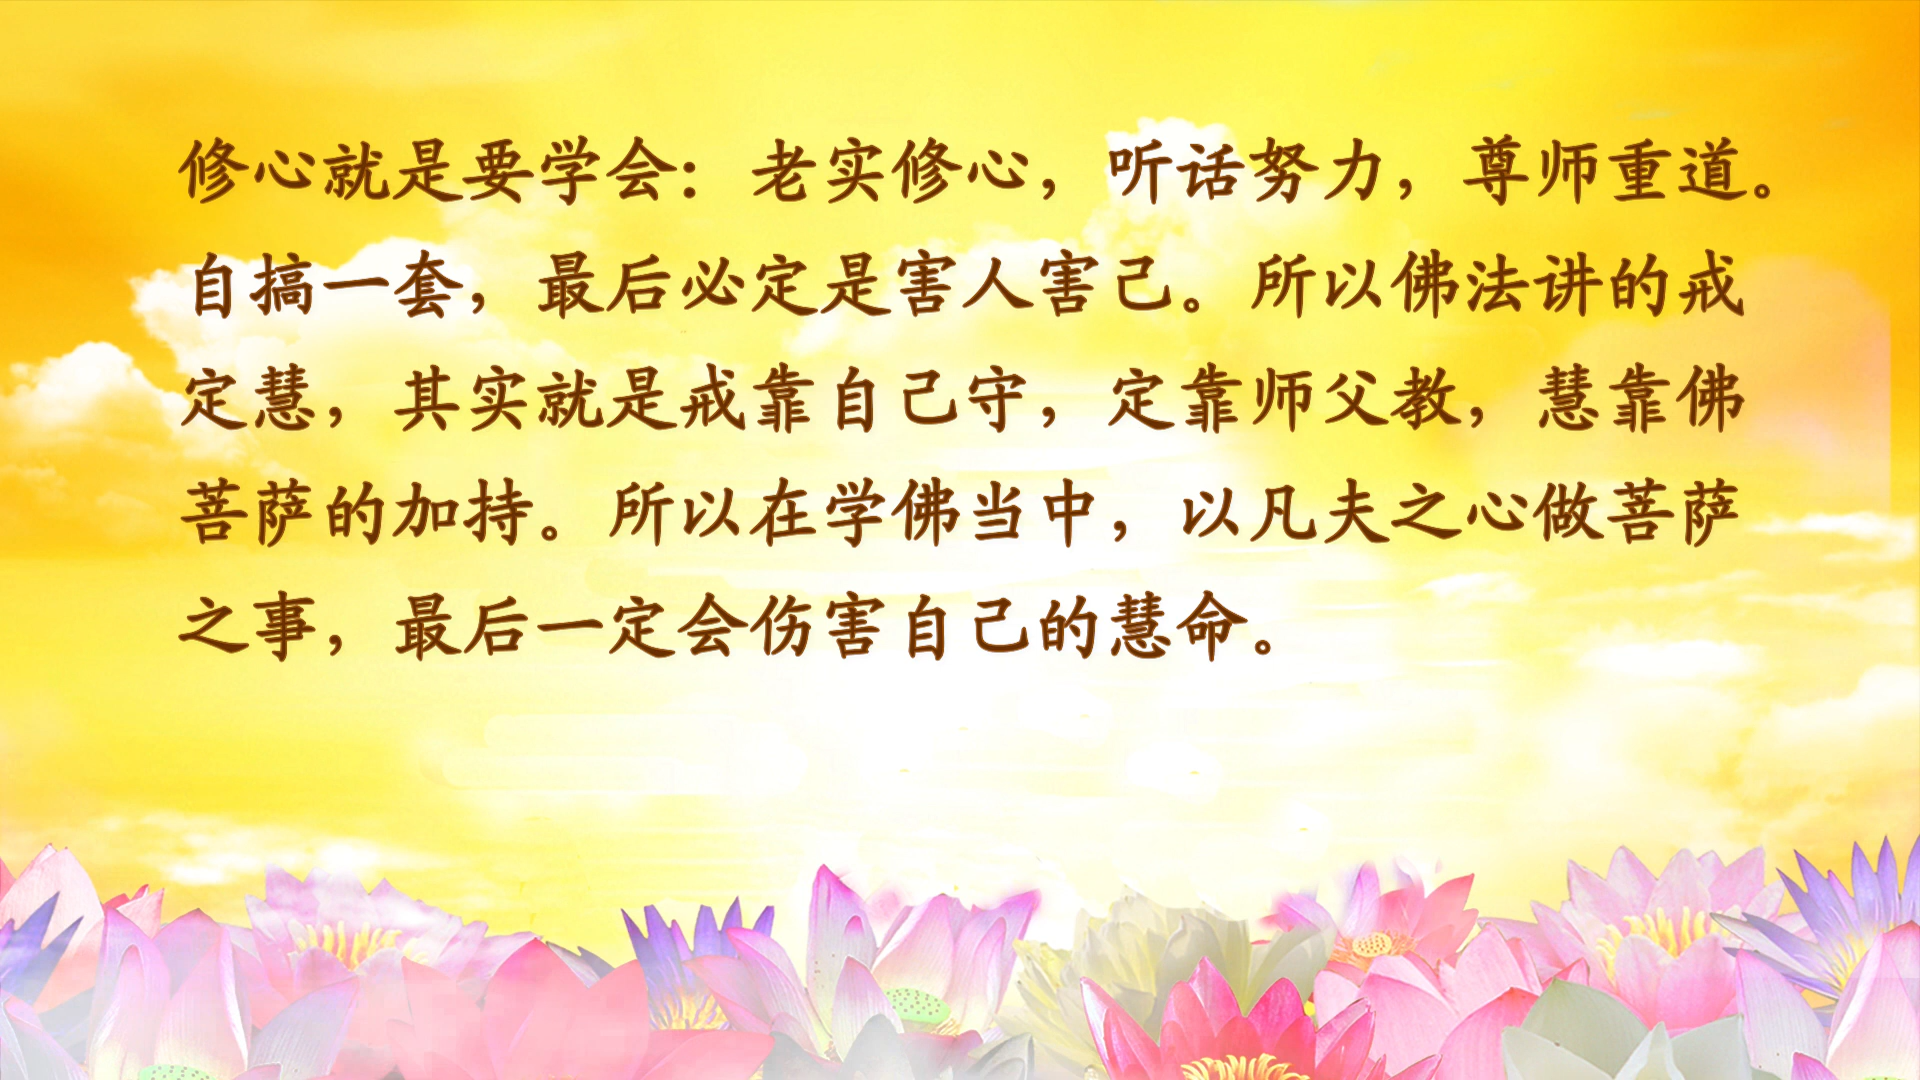 修心就是要学会：老实修心，听话努力，尊师重道。
自搞一套，最后必定是害人害己。所以佛法讲的戒
定慧，其实就是戒靠自己守，定靠师父教，慧靠佛
菩萨的加持。所以在学佛当中，以凡夫之心做菩萨
之事，最后一定会伤害自己的慧命。